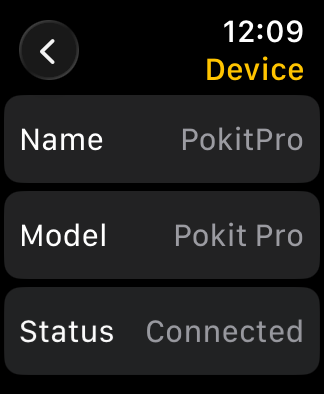 12:09
Device
Name PokitPro
Model Pokit Pro
Status Connected